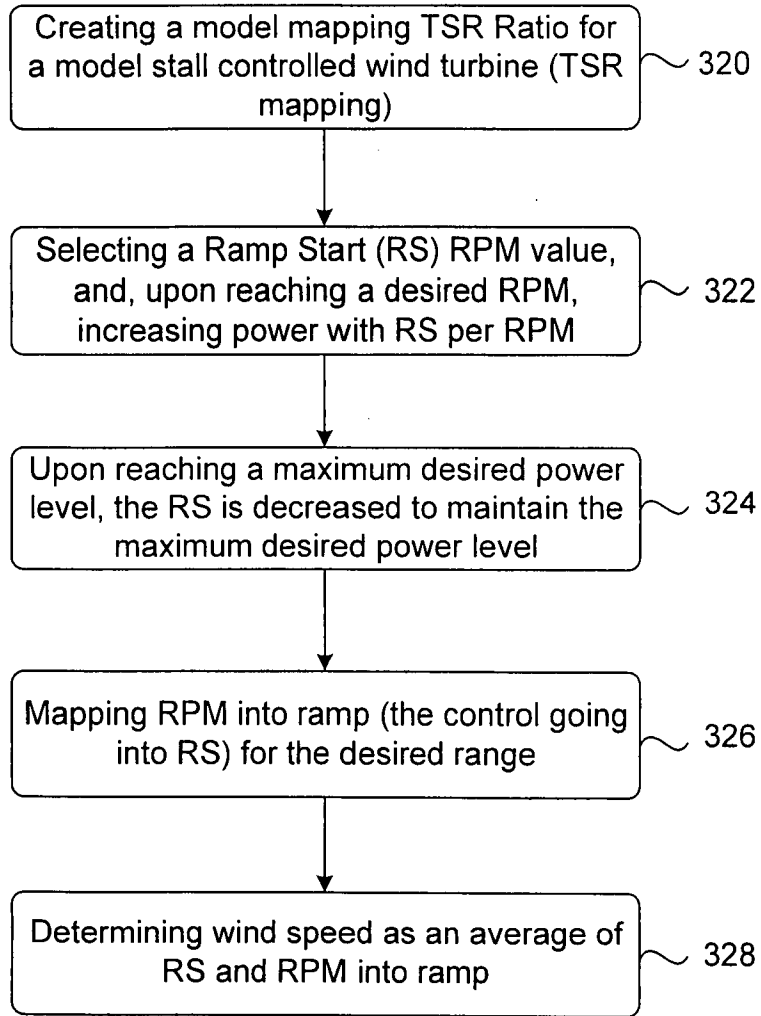 Creating a model mapping TSR Ratio for
a model stall controlled wind turbine (TSR
mapping)
320
Selecting a Ramp Start (RS) RPM value,
and, upon reaching a desired RPM,
increasing power with RS per RPM
322
Upon reaching a maximum desired power
level, the RS is decreased to maintain the
maximum desired power level
324
Mapping RPM into ramp (the control going
into RS) for the desired range
326
Determining wind speed as an average of
RS and RPM into ramp
328